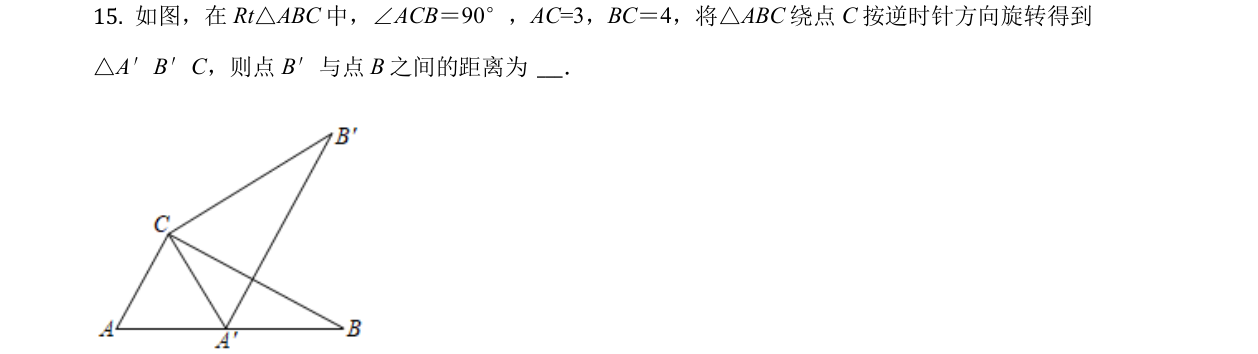 15. 如图，在 Rt△ABC 中，∠ACB＝90°，AC=3，BC＝4，将△ABC 绕点 C 按逆时针方向旋转得到
△A′B′C，则点 B′ 与点 B 之间的距离为 __．
B'
C
A
A'
B